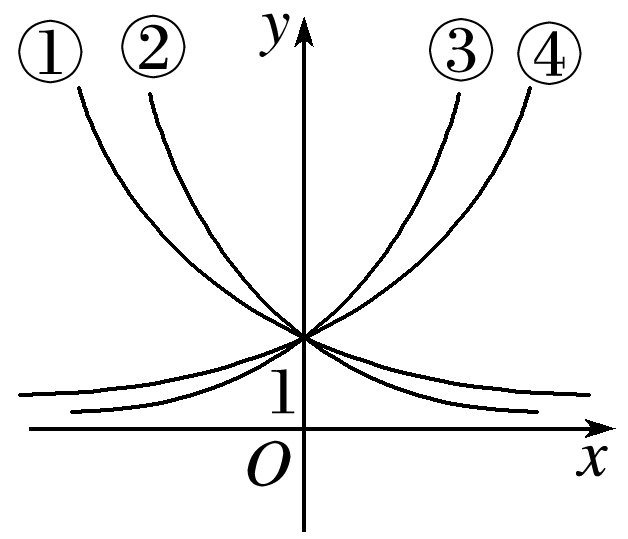 ① ② y ③ ④
1
O x